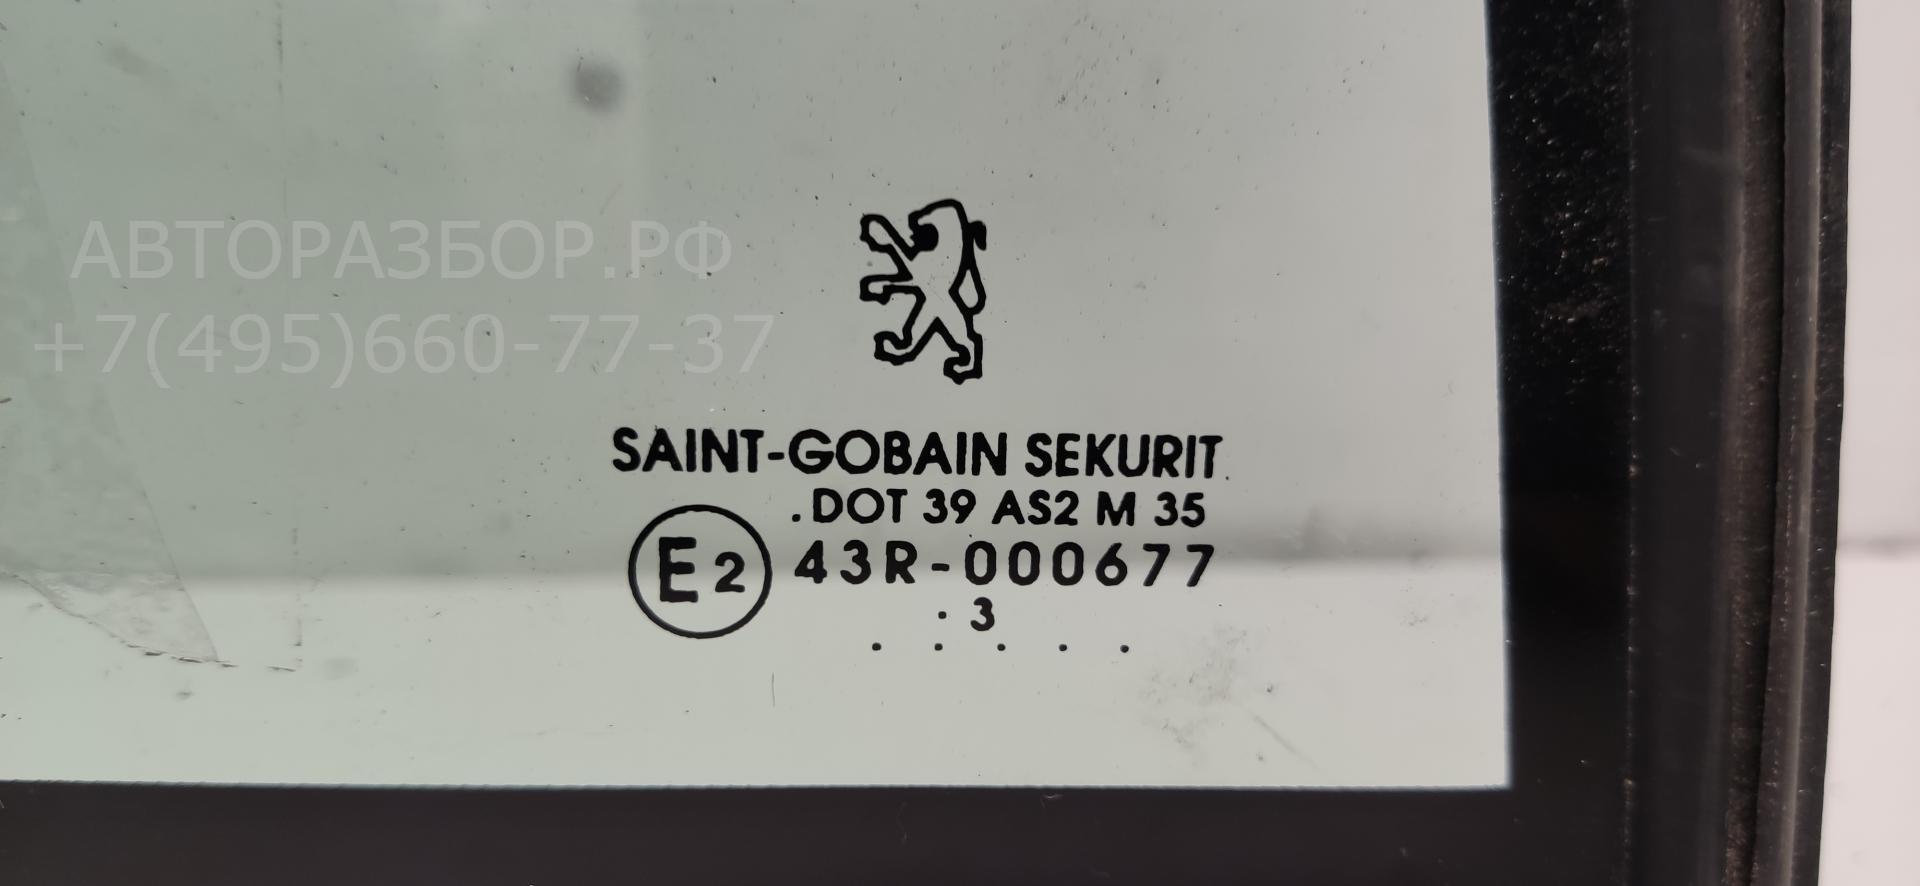 АВТОРАЗБОР.РФ
+7(495)660-77-37
SAINT-GOBAIN SEKURIT
.DOT 39 AS2 M 35
E2 43R-000677
. 3
. . . . .